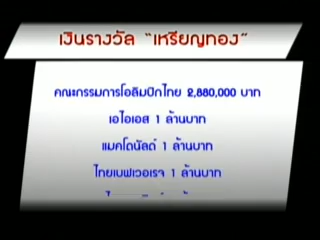 เงินรางวัล “เหรียญทอง”
คณะกรรมการโอลิมปิกไทย 2,880,000 บาท
เอไอเอส 1 ล้านบาท
แมคโดนัลด์ 1 ล้านบาท
ไทยเบฟเวอเรจ 1 ล้านบาท